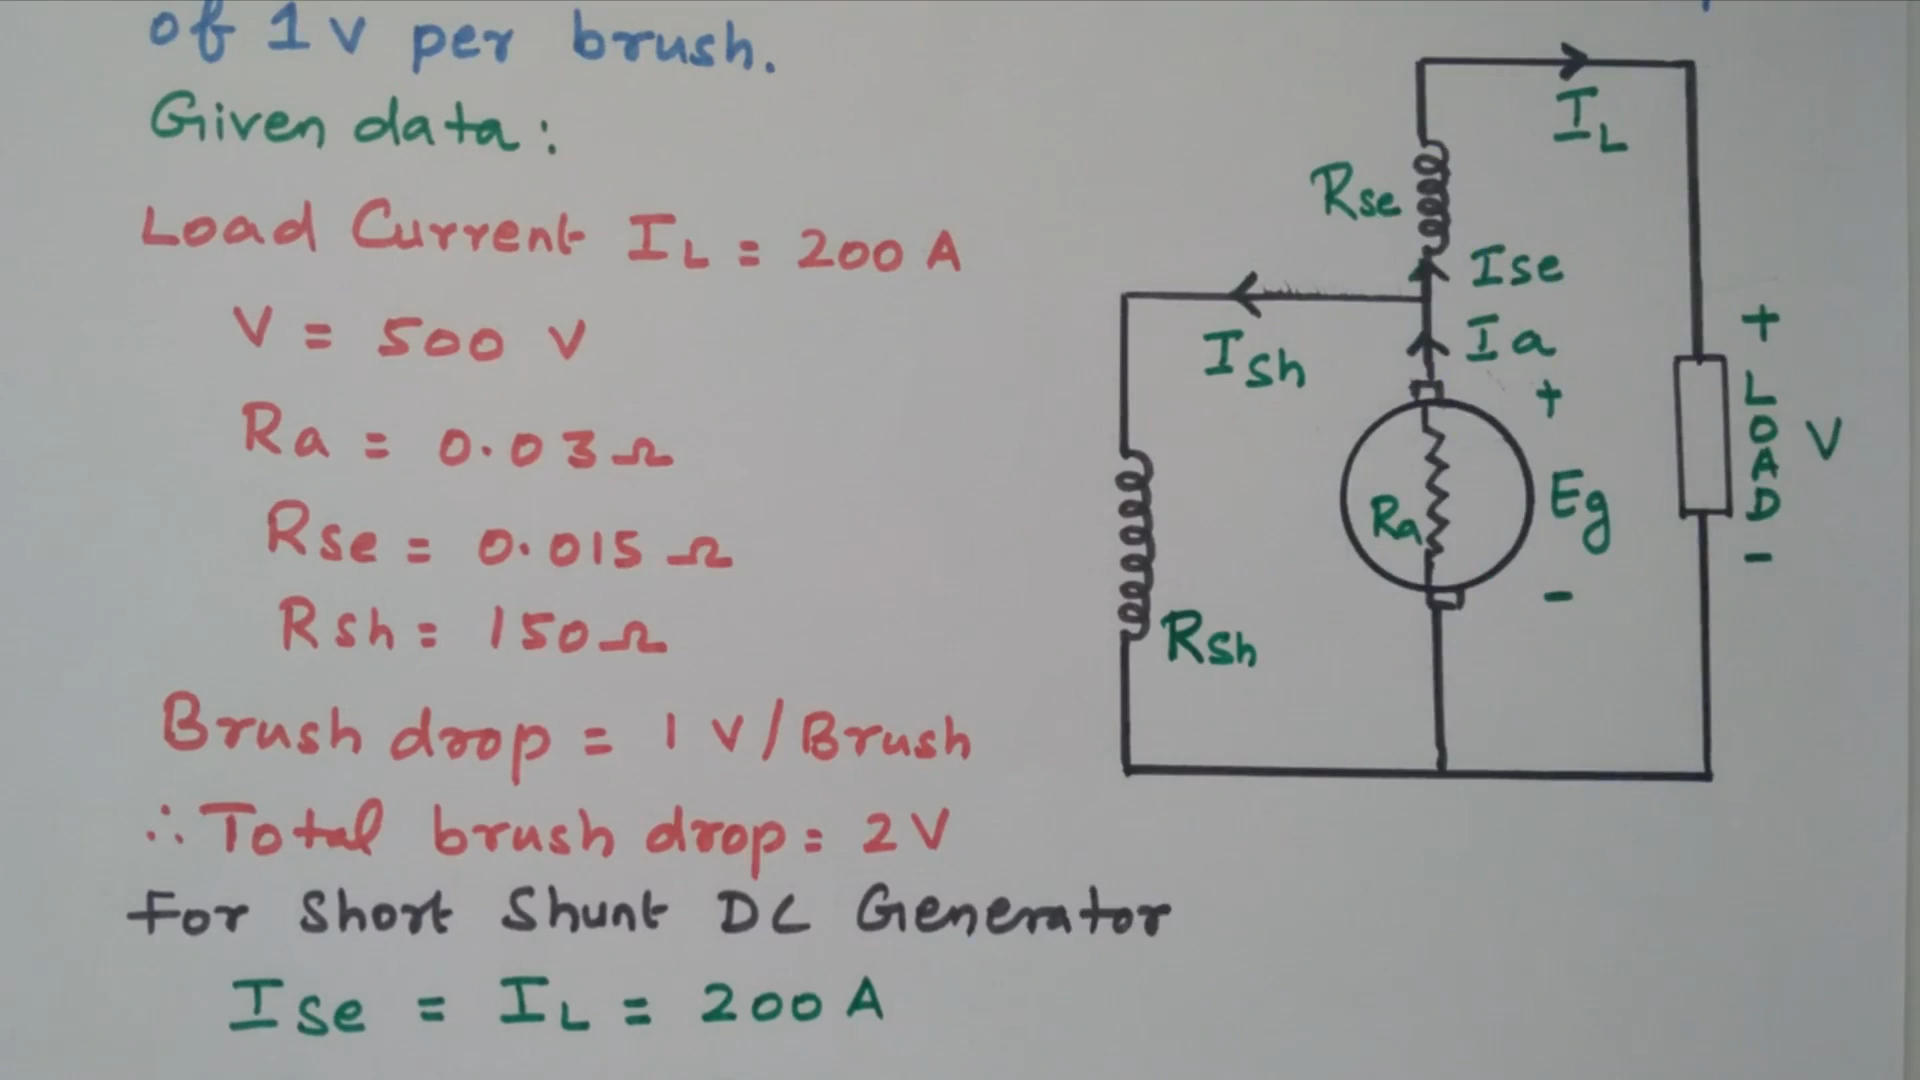 of 1 V per brush.
Given data:
Load Current IL = 200 A
V = 500 V
Ra = 0.03 Ω
Rse = 0.015 Ω
Rsh = 150 Ω
Brush drop = 1 V/Brush
∴ Total brush drop = 2 V
For Short Shunt DC Generator
Ise = IL = 200 A
IL
Rse
Ise
Ish
Ia
+
Ra
Eg
-
Rsh
+
LOAD
V
-